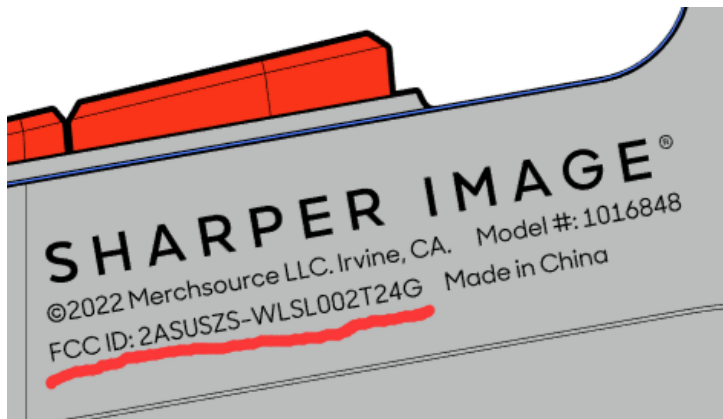 SHARPER IMAGE®
©2022 Merchsource LLC. Irvine, CA. Model #: 1016848
FCC ID: 2ASUSZS-WLSL002T24G Made in China